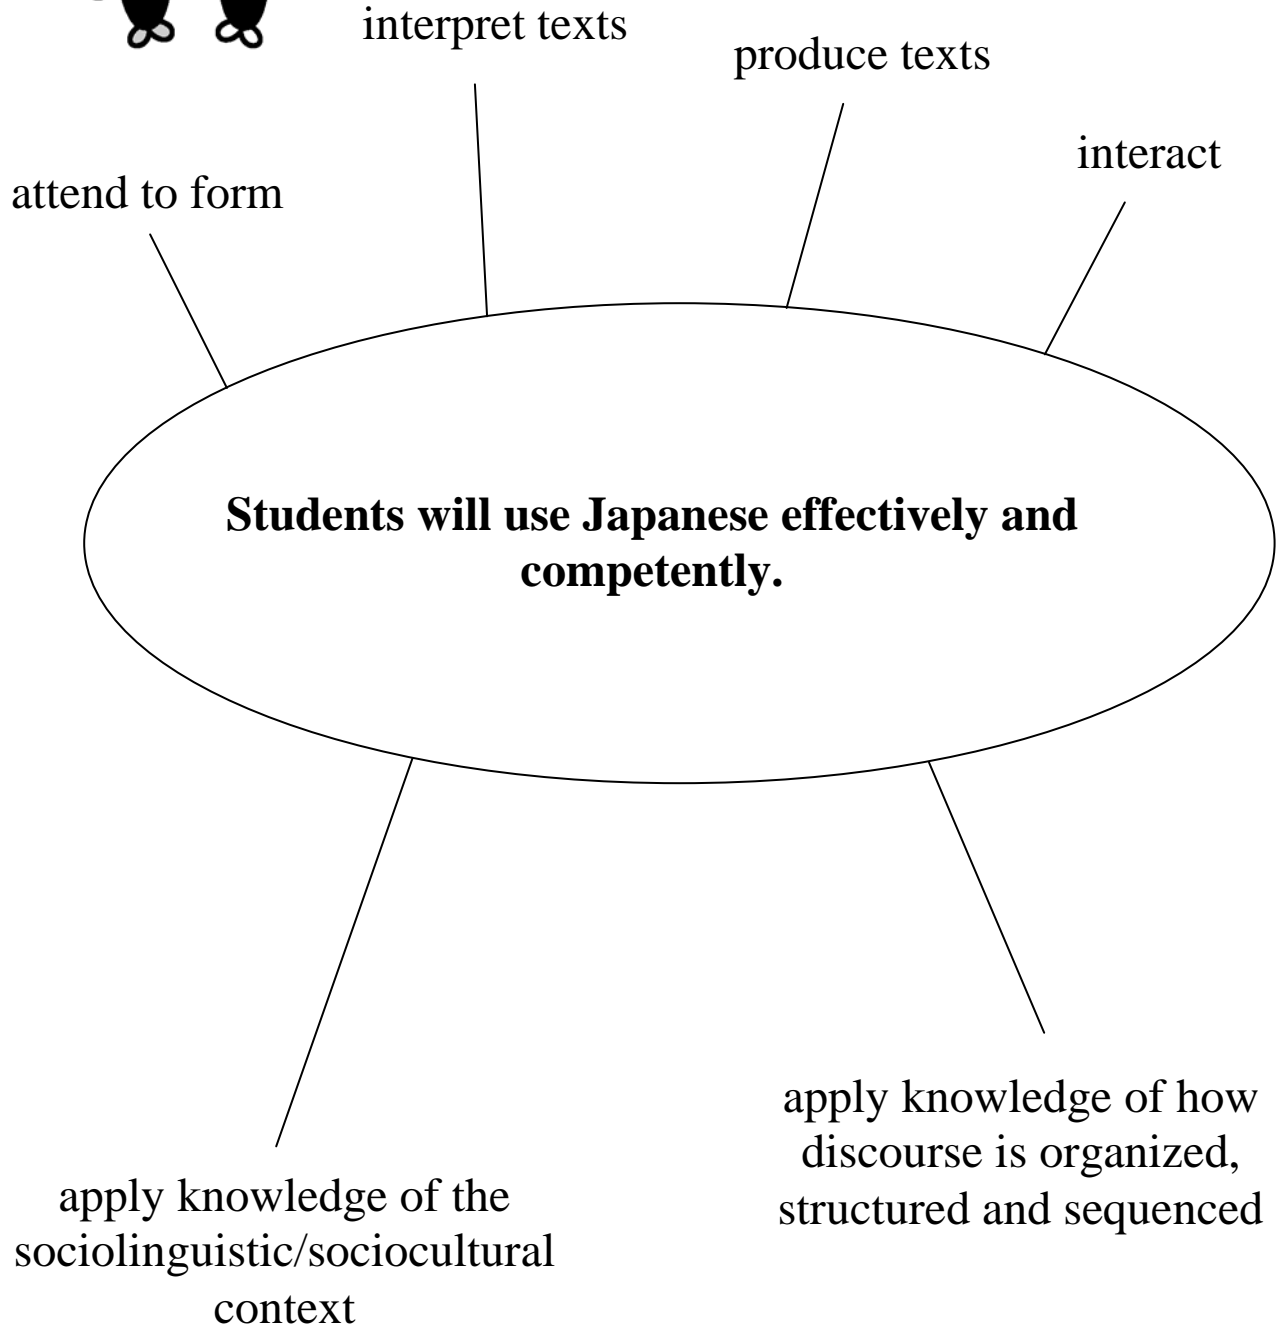 interpret texts
produce texts
interact
attend to form
Students will use Japanese effectively and
competently.
apply knowledge of how
discourse is organized,
structured and sequenced
apply knowledge of the
sociolinguistic/sociocultural
context